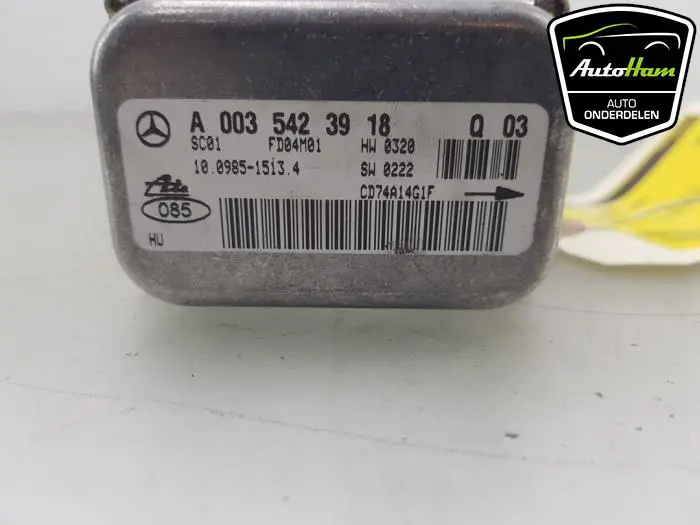 A 003 542 39 18 Q 03
SC01 FD04M01 HW 0320
10.0985-1513.4 SW 0222
CD74A14G1F
Ate
085
HU
AutoHam
AUTO
ONDERDELEN